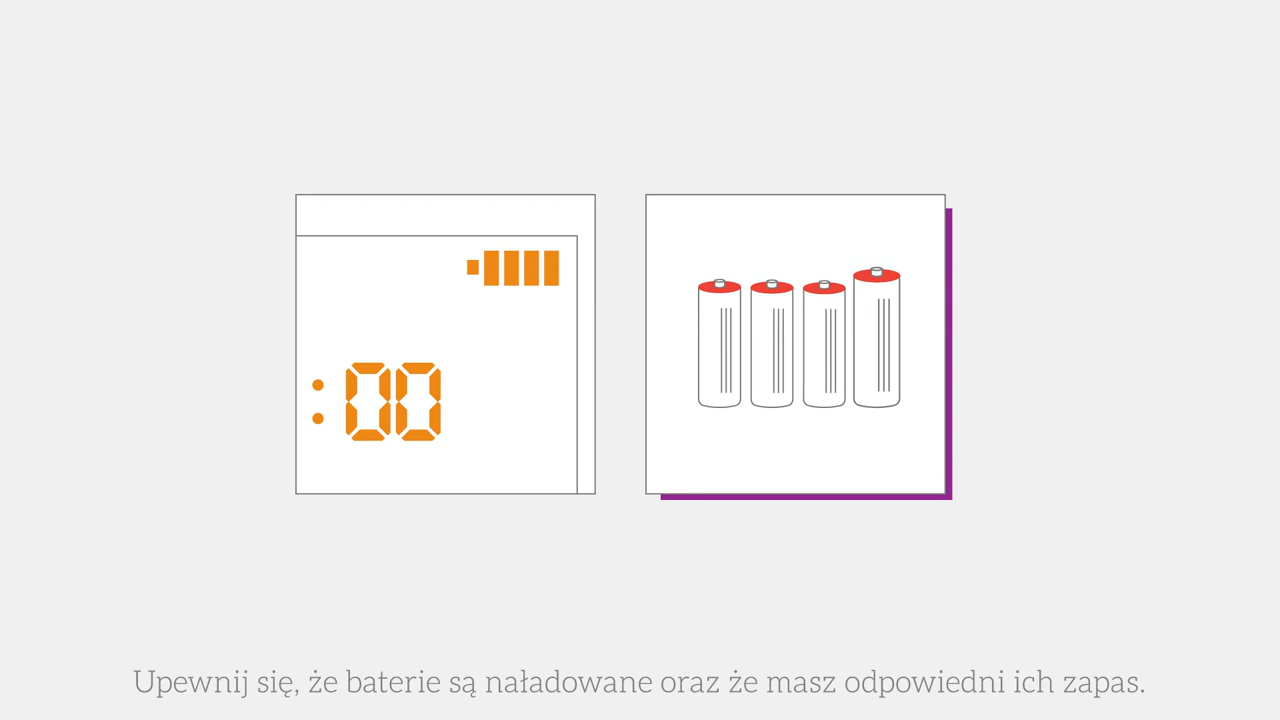 :00
Upewnij się, że baterie są naładowane oraz że masz odpowiedni ich zapas.